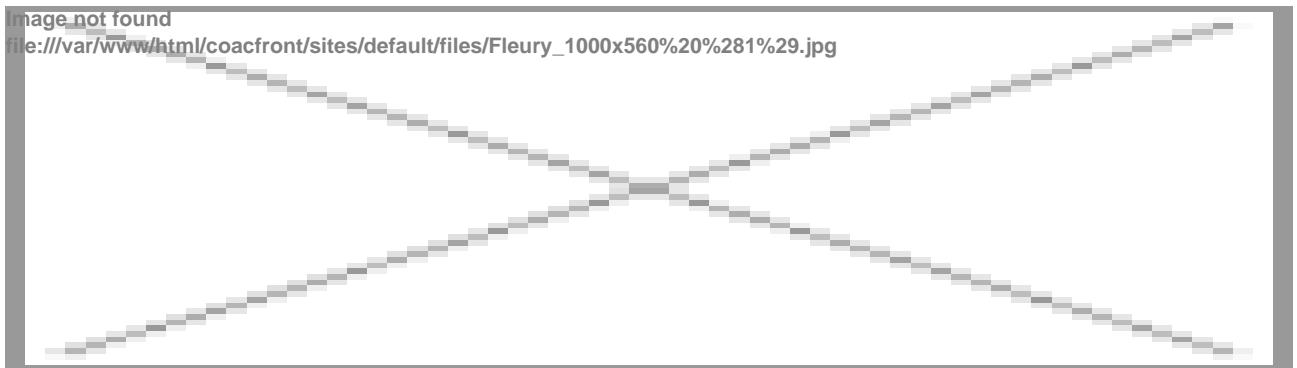 Image not found
file:///var/www/html/coacfront/sites/default/files/Fleury_1000x560%20%281%29.jpg